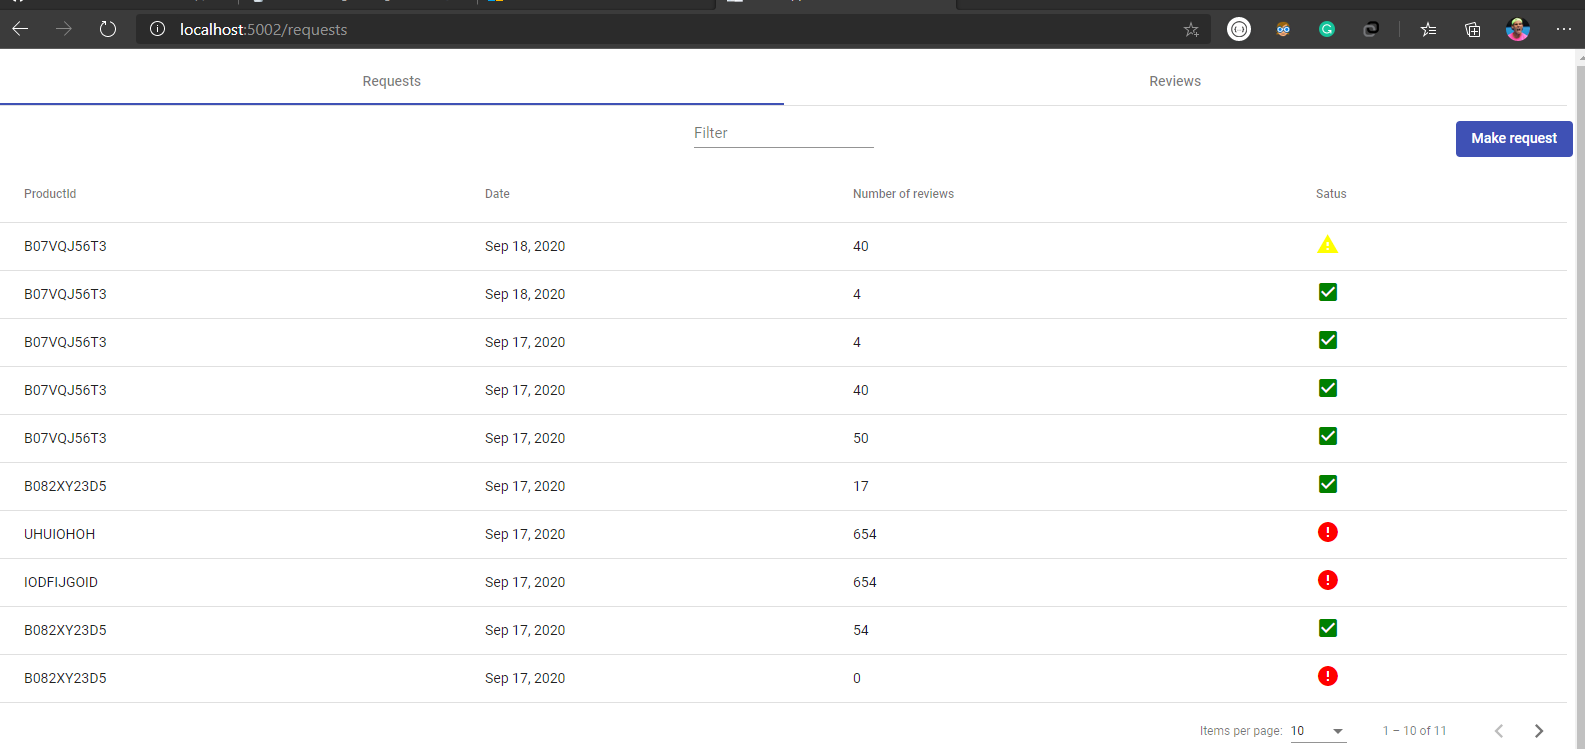 localhost:5002/requests
Requests Reviews
Filter
Make request
ProductId Date Number of reviews Satus
B07VQJ56T3 Sep 18, 2020 40
B07VQJ56T3 Sep 18, 2020 4
B07VQJ56T3 Sep 17, 2020 4
B07VQJ56T3 Sep 17, 2020 40
B07VQJ56T3 Sep 17, 2020 50
B082XY23D5 Sep 17, 2020 17
UHUIOHOH Sep 17, 2020 654
IODFIJGOID Sep 17, 2020 654
B082XY23D5 Sep 17, 2020 54
B082XY23D5 Sep 17, 2020 0
Items per page: 10 1 – 10 of 11